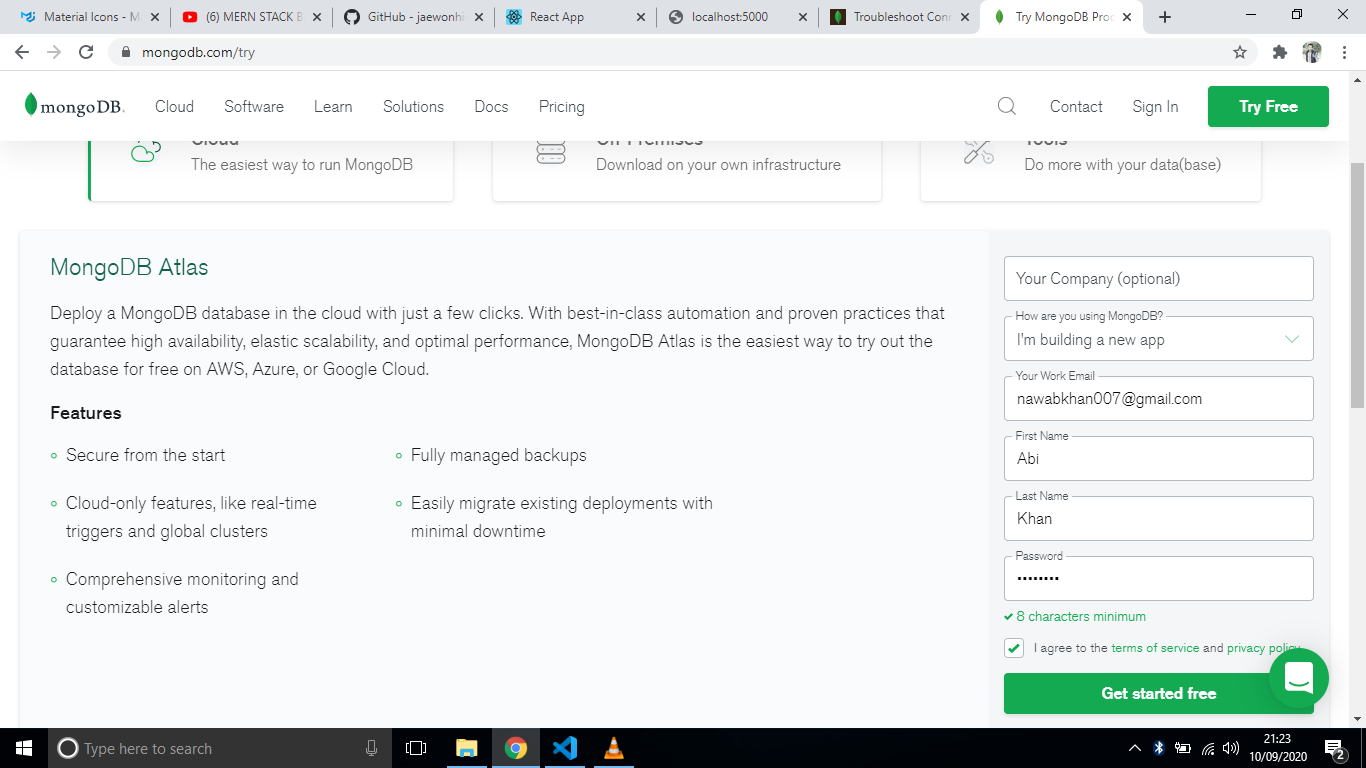 Material Icons - M
(6) MERN STACK B
GitHub - jaewonhi
React App
localhost:5000
Troubleshoot Conn
Try MongoDB Prod
mongodb.com/try
mongoDB.
Cloud
Software
Learn
Solutions
Docs
Pricing
Contact
Sign In
Try Free
Cloud
The easiest way to run MongoDB
On-Premises
Download on your own infrastructure
Tools
Do more with your data(base)
MongoDB Atlas
Deploy a MongoDB database in the cloud with just a few clicks. With best-in-class automation and proven practices that
guarantee high availability, elastic scalability, and optimal performance, MongoDB Atlas is the easiest way to try out the
database for free on AWS, Azure, or Google Cloud.
Features
Secure from the start
Cloud-only features, like real-time
triggers and global clusters
Comprehensive monitoring and
customizable alerts
Fully managed backups
Easily migrate existing deployments with
minimal downtime
Your Company (optional)
How are you using MongoDB?
I'm building a new app
Your Work Email
nawabkhan007@gmail.com
First Name
Abi
Last Name
Khan
Password
••••••••
8 characters minimum
I agree to the terms of service and privacy policy.
Get started free
Type here to search
21:23
10/09/2020
2